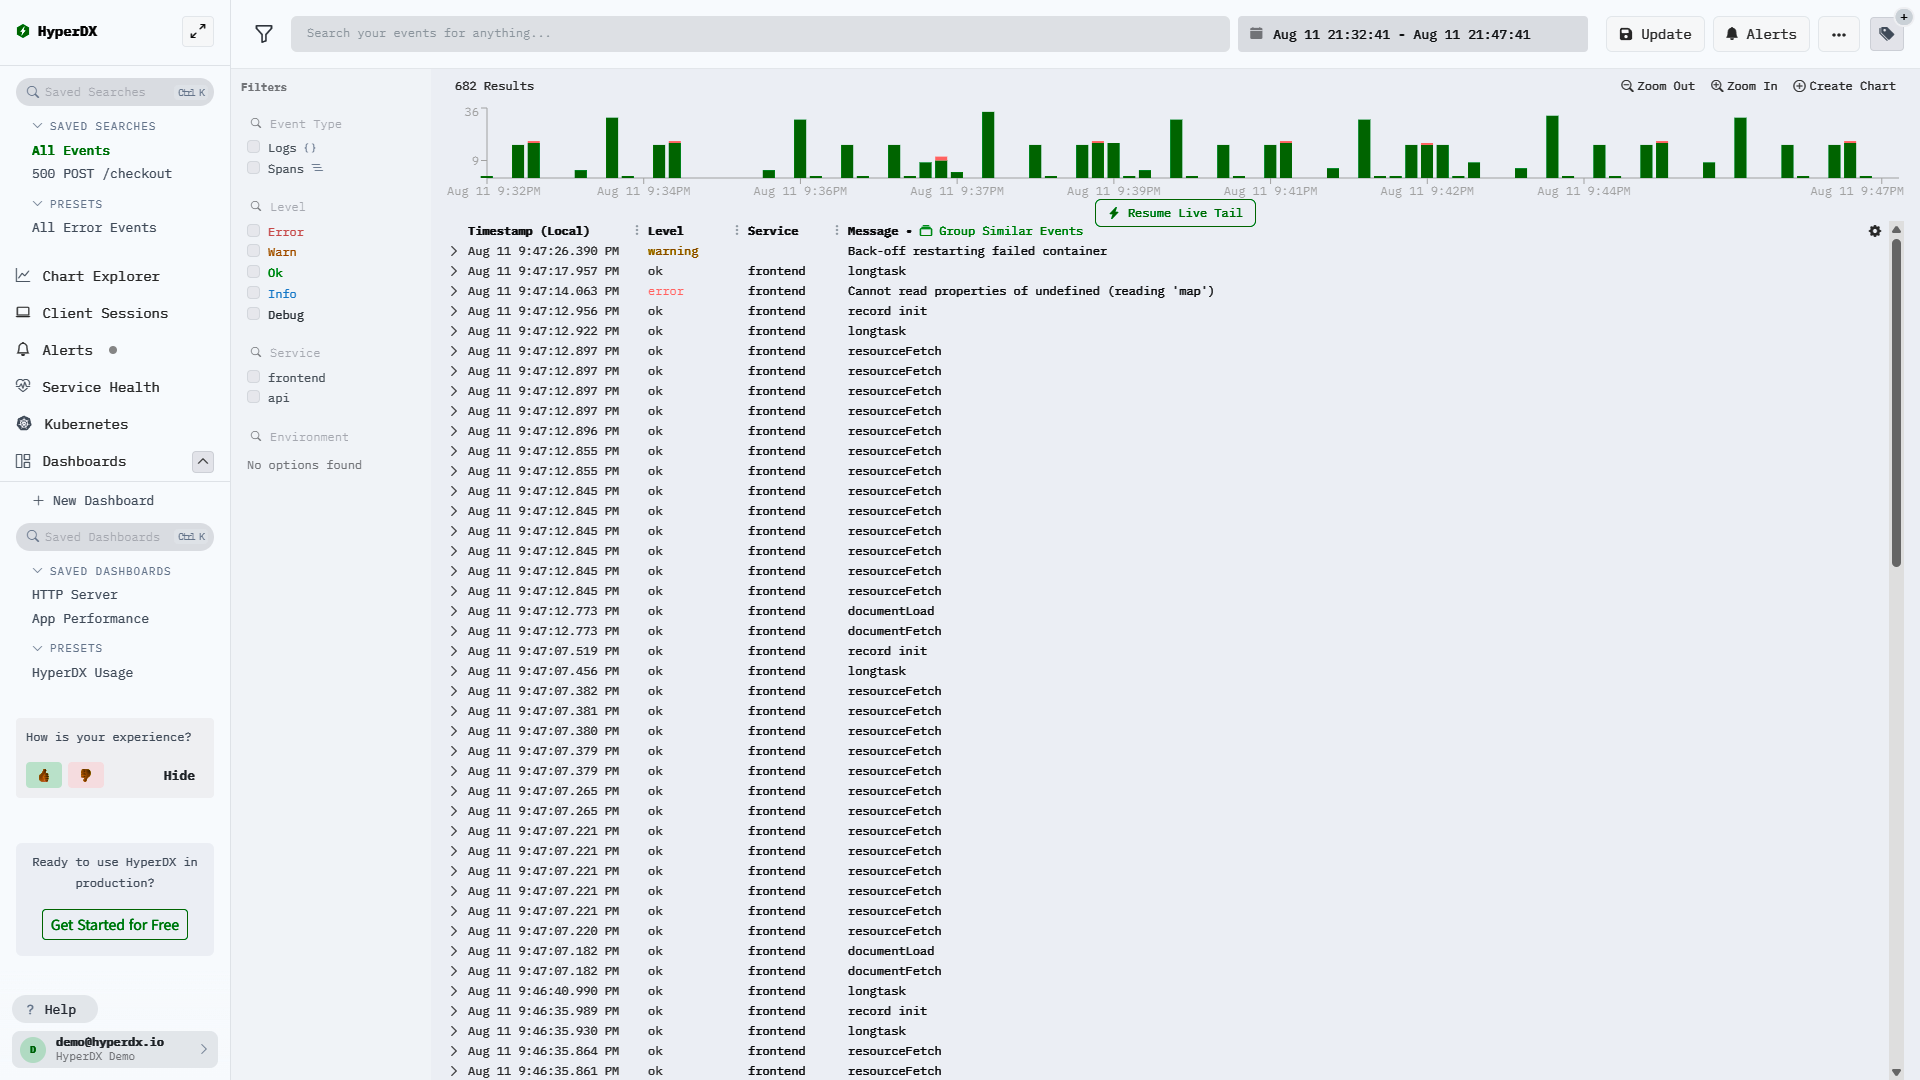 HyperDX
Search your events for anything...
Aug 11 21:32:41 - Aug 11 21:47:41
Update
Alerts
Saved Searches
Ctrl K
SAVED SEARCHES
All Events
500 POST /checkout
PRESETS
All Error Events
Chart Explorer
Client Sessions
Alerts
Service Health
Kubernetes
Dashboards
New Dashboard
Saved Dashboards
Ctrl K
SAVED DASHBOARDS
HTTP Server
App Performance
PRESETS
HyperDX Usage
How is your experience?
Hide
Ready to use HyperDX in
production?
Get Started for Free
? Help
D
demo@hyperdx.io
HyperDX Demo
Filters
Event Type
Logs {}
Spans
Level
Error
Warn
Ok
Info
Debug
Service
frontend
api
Environment
No options found
682 Results
Zoom Out
Zoom In
Create Chart
36
9
Aug 11 9:32PM Aug 11 9:34PM Aug 11 9:36PM Aug 11 9:37PM Aug 11 9:39PM Aug 11 9:41PM Aug 11 9:42PM Aug 11 9:44PM Aug 11 9:47PM
Resume Live Tail
Timestamp (Local) Level Service Message • Group Similar Events
Aug 11 9:47:26.390 PM warning Back-off restarting failed container
Aug 11 9:47:17.957 PM ok frontend longtask
Aug 11 9:47:14.063 PM error frontend Cannot read properties of undefined (reading 'map')
Aug 11 9:47:12.956 PM ok frontend record init
Aug 11 9:47:12.922 PM ok frontend longtask
Aug 11 9:47:12.897 PM ok frontend resourceFetch
Aug 11 9:47:12.897 PM ok frontend resourceFetch
Aug 11 9:47:12.897 PM ok frontend resourceFetch
Aug 11 9:47:12.897 PM ok frontend resourceFetch
Aug 11 9:47:12.896 PM ok frontend resourceFetch
Aug 11 9:47:12.855 PM ok frontend resourceFetch
Aug 11 9:47:12.855 PM ok frontend resourceFetch
Aug 11 9:47:12.845 PM ok frontend resourceFetch
Aug 11 9:47:12.845 PM ok frontend resourceFetch
Aug 11 9:47:12.845 PM ok frontend resourceFetch
Aug 11 9:47:12.845 PM ok frontend resourceFetch
Aug 11 9:47:12.845 PM ok frontend resourceFetch
Aug 11 9:47:12.845 PM ok frontend resourceFetch
Aug 11 9:47:12.773 PM ok frontend documentLoad
Aug 11 9:47:12.773 PM ok frontend documentFetch
Aug 11 9:47:07.519 PM ok frontend record init
Aug 11 9:47:07.456 PM ok frontend longtask
Aug 11 9:47:07.382 PM ok frontend resourceFetch
Aug 11 9:47:07.381 PM ok frontend resourceFetch
Aug 11 9:47:07.380 PM ok frontend resourceFetch
Aug 11 9:47:07.379 PM ok frontend resourceFetch
Aug 11 9:47:07.379 PM ok frontend resourceFetch
Aug 11 9:47:07.265 PM ok frontend resourceFetch
Aug 11 9:47:07.265 PM ok frontend resourceFetch
Aug 11 9:47:07.221 PM ok frontend resourceFetch
Aug 11 9:47:07.221 PM ok frontend resourceFetch
Aug 11 9:47:07.221 PM ok frontend resourceFetch
Aug 11 9:47:07.221 PM ok frontend resourceFetch
Aug 11 9:47:07.221 PM ok frontend resourceFetch
Aug 11 9:47:07.220 PM ok frontend resourceFetch
Aug 11 9:47:07.182 PM ok frontend documentLoad
Aug 11 9:47:07.182 PM ok frontend documentFetch
Aug 11 9:46:40.990 PM ok frontend longtask
Aug 11 9:46:35.989 PM ok frontend record init
Aug 11 9:46:35.930 PM ok frontend longtask
Aug 11 9:46:35.864 PM ok frontend resourceFetch
Aug 11 9:46:35.861 PM ok frontend resourceFetch